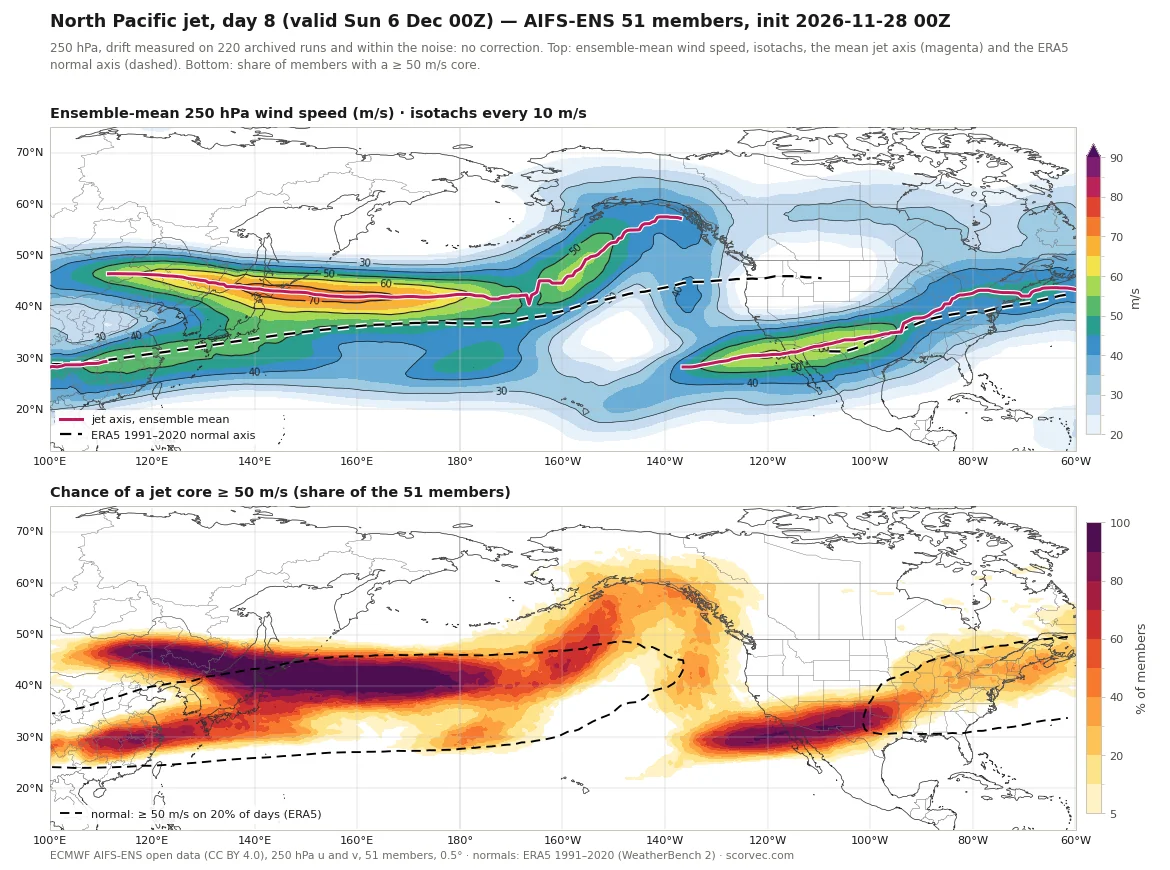 North Pacific jet, day 8 (valid Sun 6 Dec 00Z) — AIFS-ENS 51 members, init 2026-11-28 00Z
250 hPa, drift measured on 220 archived runs and within the noise: no correction. Top: ensemble-mean wind speed, isotachs, the mean jet axis (magenta) and the ERA5
normal axis (dashed). Bottom: share of members with a ≥ 50 m/s core.
Ensemble-mean 250 hPa wind speed (m/s) · isotachs every 10 m/s
70°N
60°N
50°N
40°N
30°N
20°N
30
50
60
70
50
30
40
40
30
40
50
40
jet axis, ensemble mean
ERA5 1991–2020 normal axis
100°E 120°E 140°E 160°E 180° 160°W 140°W 120°W 100°W 80°W 60°W
90
80
70
60
50
40
30
20
m/s
Chance of a jet core ≥ 50 m/s (share of the 51 members)
70°N
60°N
50°N
40°N
30°N
20°N
normal: ≥ 50 m/s on 20% of days (ERA5)
100°E 120°E 140°E 160°E 180° 160°W 140°W 120°W 100°W 80°W 60°W
100
80
60
40
20
5
% of members
ECMWF AIFS-ENS open data (CC BY 4.0), 250 hPa u and v, 51 members, 0.5° · normals: ERA5 1991–2020 (WeatherBench 2) · scorvec.com